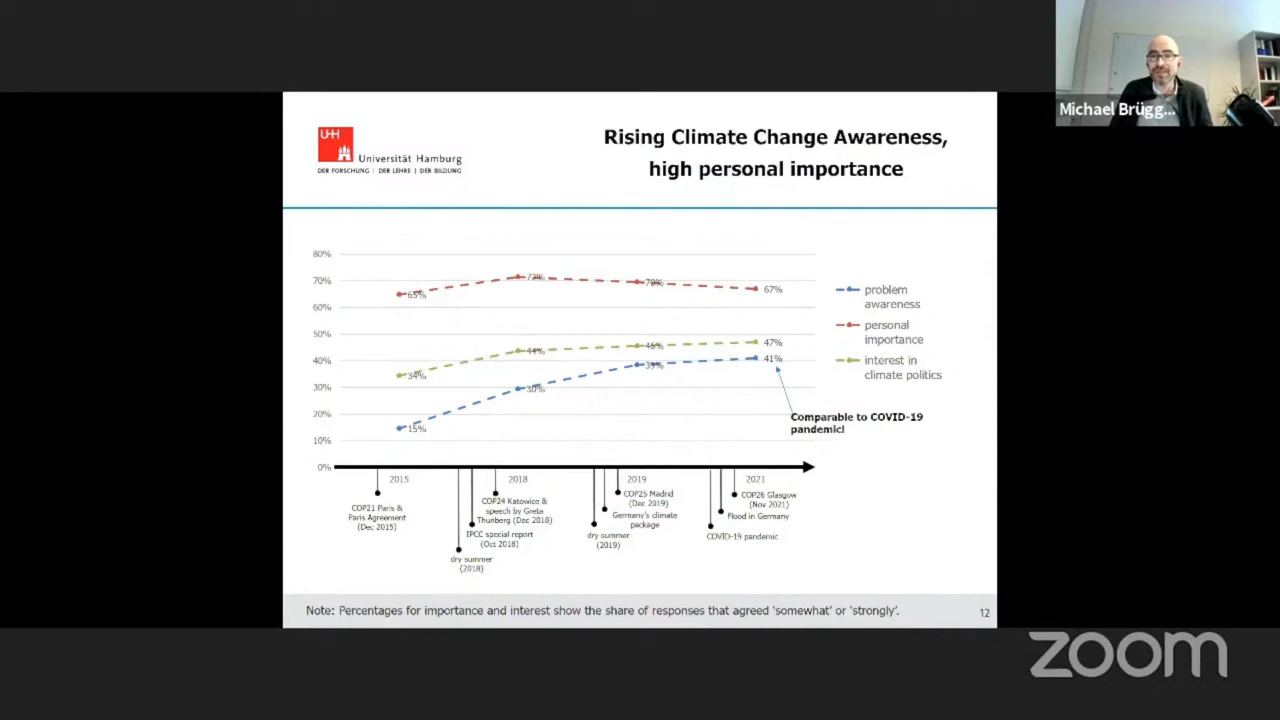 Michael Brügg...
UH
Universität Hamburg
DER FORSCHUNG | DER LEHRE | DER BILDUNG
Rising Climate Change Awareness,
high personal importance
80%
70%
60%
50%
40%
30%
20%
10%
0%
65%
72%
70%
67%
34%
44%
46%
47%
15%
30%
39%
41%
problem
awareness
personal
importance
interest in
climate politics
Comparable to COVID-19
pandemic!
2015
2018
2019
2021
COP21 Paris &
Paris Agreement
(Dec 2015)
COP24 Katowice &
speech by Greta
Thunberg (Dec 2018)
IPCC special report
(Oct 2018)
dry summer
(2018)
COP25 Madrid
(Dec 2019)
Germany's climate
package
dry summer
(2019)
COP26 Glasgow
(Nov 2021)
Flood in Germany
COVID-19 pandemic
Note: Percentages for importance and interest show the share of responses that agreed 'somewhat' or 'strongly'.
12
zoom